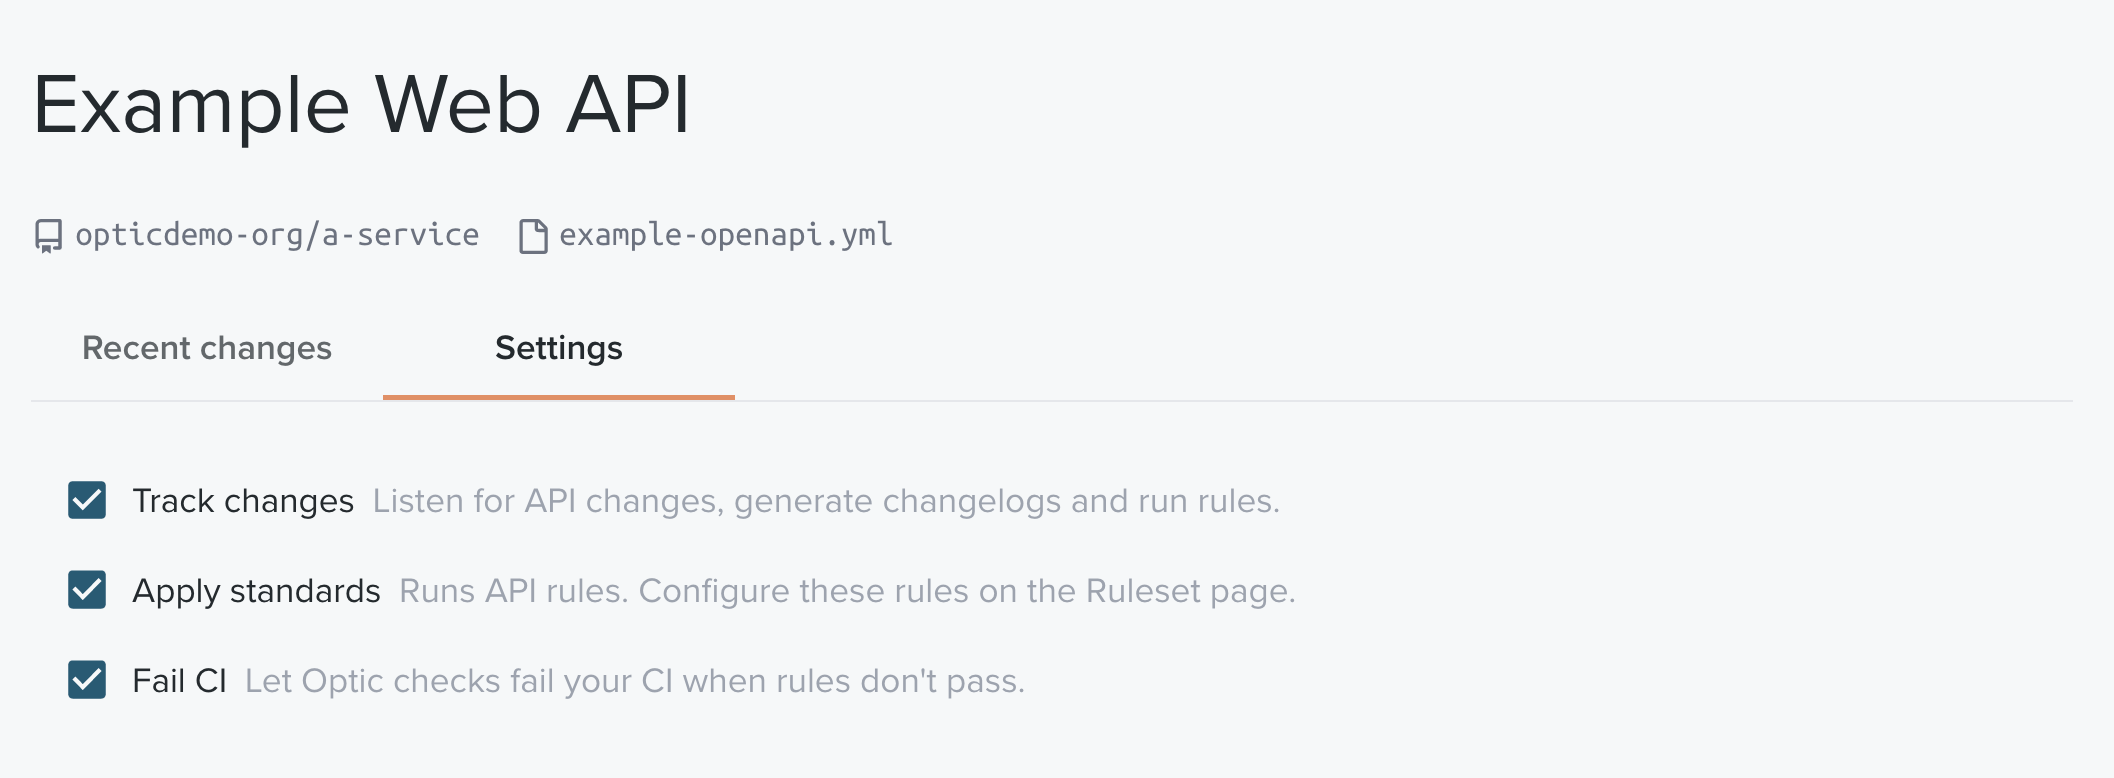 Example Web API
opticdemo-org/a-service example-openapi.yml
Recent changes Settings
Track changes Listen for API changes, generate changelogs and run rules.
Apply standards Runs API rules. Configure these rules on the Ruleset page.
Fail CI Let Optic checks fail your CI when rules don't pass.